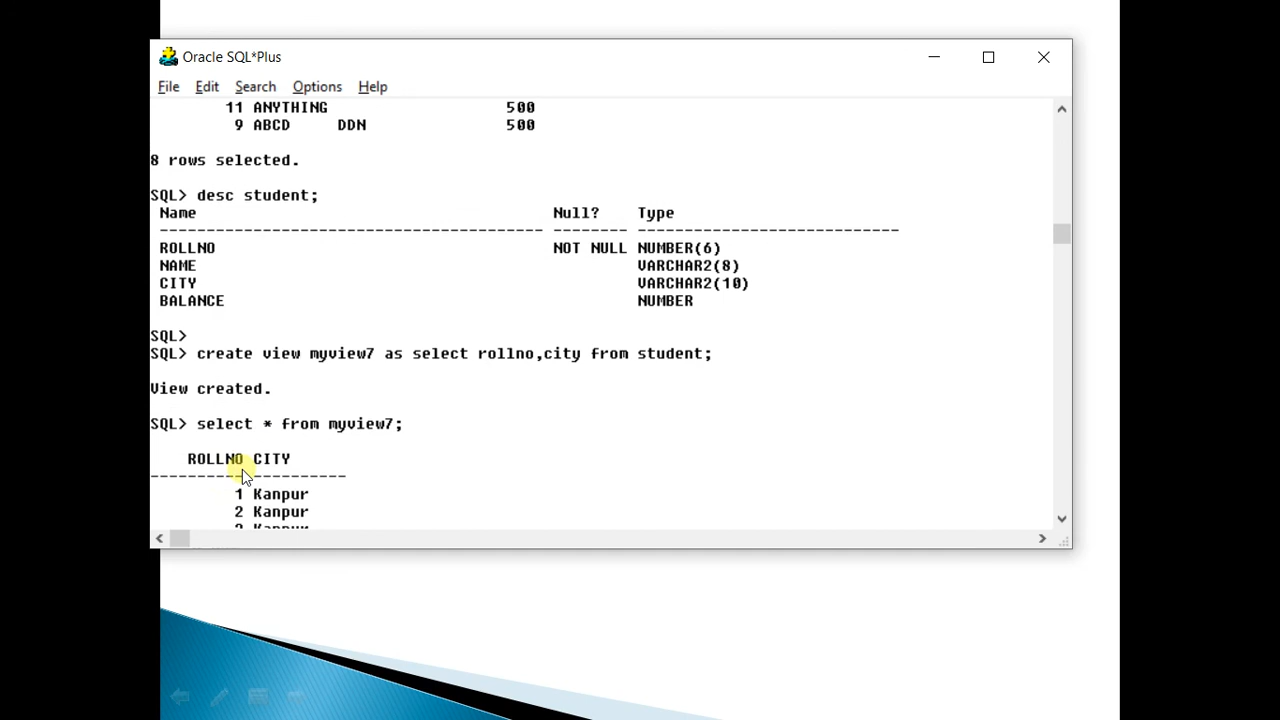 Oracle SQL*Plus
File Edit Search Options Help
11 ANYTHING 500
9 ABCD DDN 500
8 rows selected.
SQL> desc student;
Name Null? Type
----------------------------------------- -------- ----------------------------
ROLLNO NOT NULL NUMBER(6)
NAME VARCHAR2(8)
CITY VARCHAR2(10)
BALANCE NUMBER
SQL>
SQL> create view myview7 as select rollno,city from student;
View created.
SQL> select * from myview7;
ROLLNO CITY
---------- ----------
1 Kanpur
2 Kanpur
Kanpur